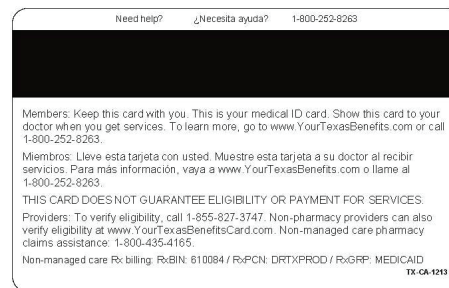 Need help? ¿Necesita ayuda? 1-800-252-8263
Members: Keep this card with you. This is your medical ID card. Show this card to your
doctor when you get services. To learn more, go to www.YourTexasBenefits.com or call
1-800-252-8263.
Miembros: Lleve esta tarjeta con usted. Muestre esta tarjeta a su doctor al recibir
servicios. Para más información, vaya a www.YourTexasBenefits.com o llame al
1-800-252-8263.
THIS CARD DOES NOT GUARANTEE ELIGIBILITY OR PAYMENT FOR SERVICES.
Providers: To verify eligibility, call 1-855-827-3747. Non-pharmacy providers can also
verify eligibility at www.YourTexasBenefitsCard.com. Non-managed care pharmacy
claims assistance: 1-800-435-4165.
Non-managed care Rx billing: RxBIN: 610084 / RxPCN: DRTXPROD / RxGRP: MEDICAID
TX-CA-1213